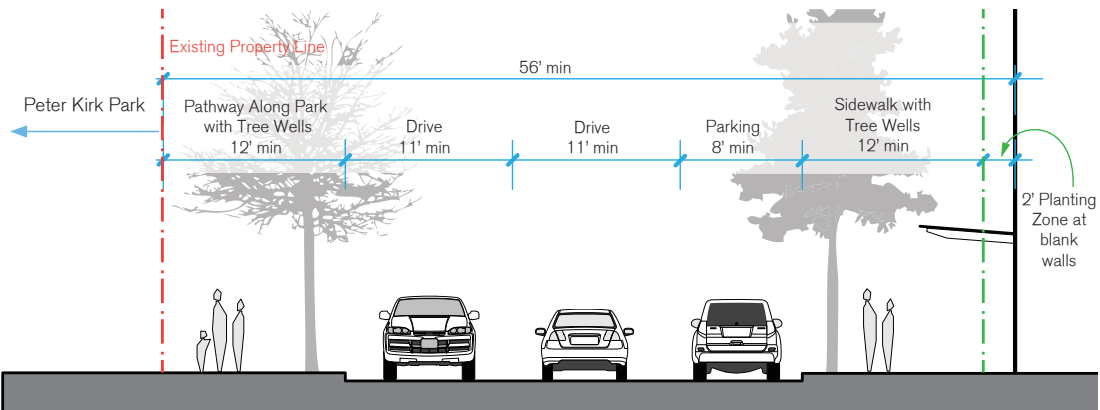 Existing Property Line
56’ min
Peter Kirk Park
Pathway Along Park
with Tree Wells
12’ min
Drive
11’ min
Drive
11’ min
Parking
8’ min
Sidewalk with
Tree Wells
12’ min
2’ Planting
Zone at
blank
walls